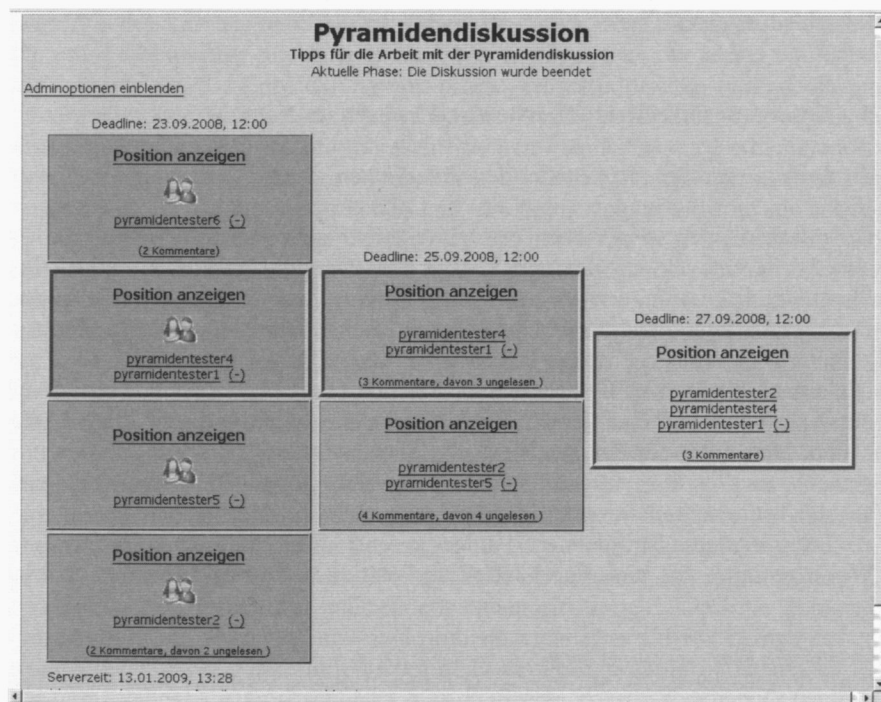 Pyramidendiskussion
Tipps für die Arbeit mit der Pyramidendiskussion
Aktuelle Phase: Die Diskussion wurde beendet
Adminoptionen einblenden
Deadline: 23.09.2008, 12:00
Position anzeigen
pyramidentester6 (-)
(2 Kommentare)
Position anzeigen
pyramidentester4
pyramidentester1 (-)
Position anzeigen
pyramidentester5 (-)
Position anzeigen
pyramidentester2 (-)
(2 Kommentare, davon 2 ungelesen )
Deadline: 25.09.2008, 12:00
Position anzeigen
pyramidentester4
pyramidentester1 (-)
(3 Kommentare, davon 3 ungelesen )
Position anzeigen
pyramidentester2
pyramidentester5 (-)
(4 Kommentare, davon 4 ungelesen )
Deadline: 27.09.2008, 12:00
Position anzeigen
pyramidentester2
pyramidentester4
pyramidentester1 (-)
(3 Kommentare)
Serverzeit: 13.01.2009, 13:28